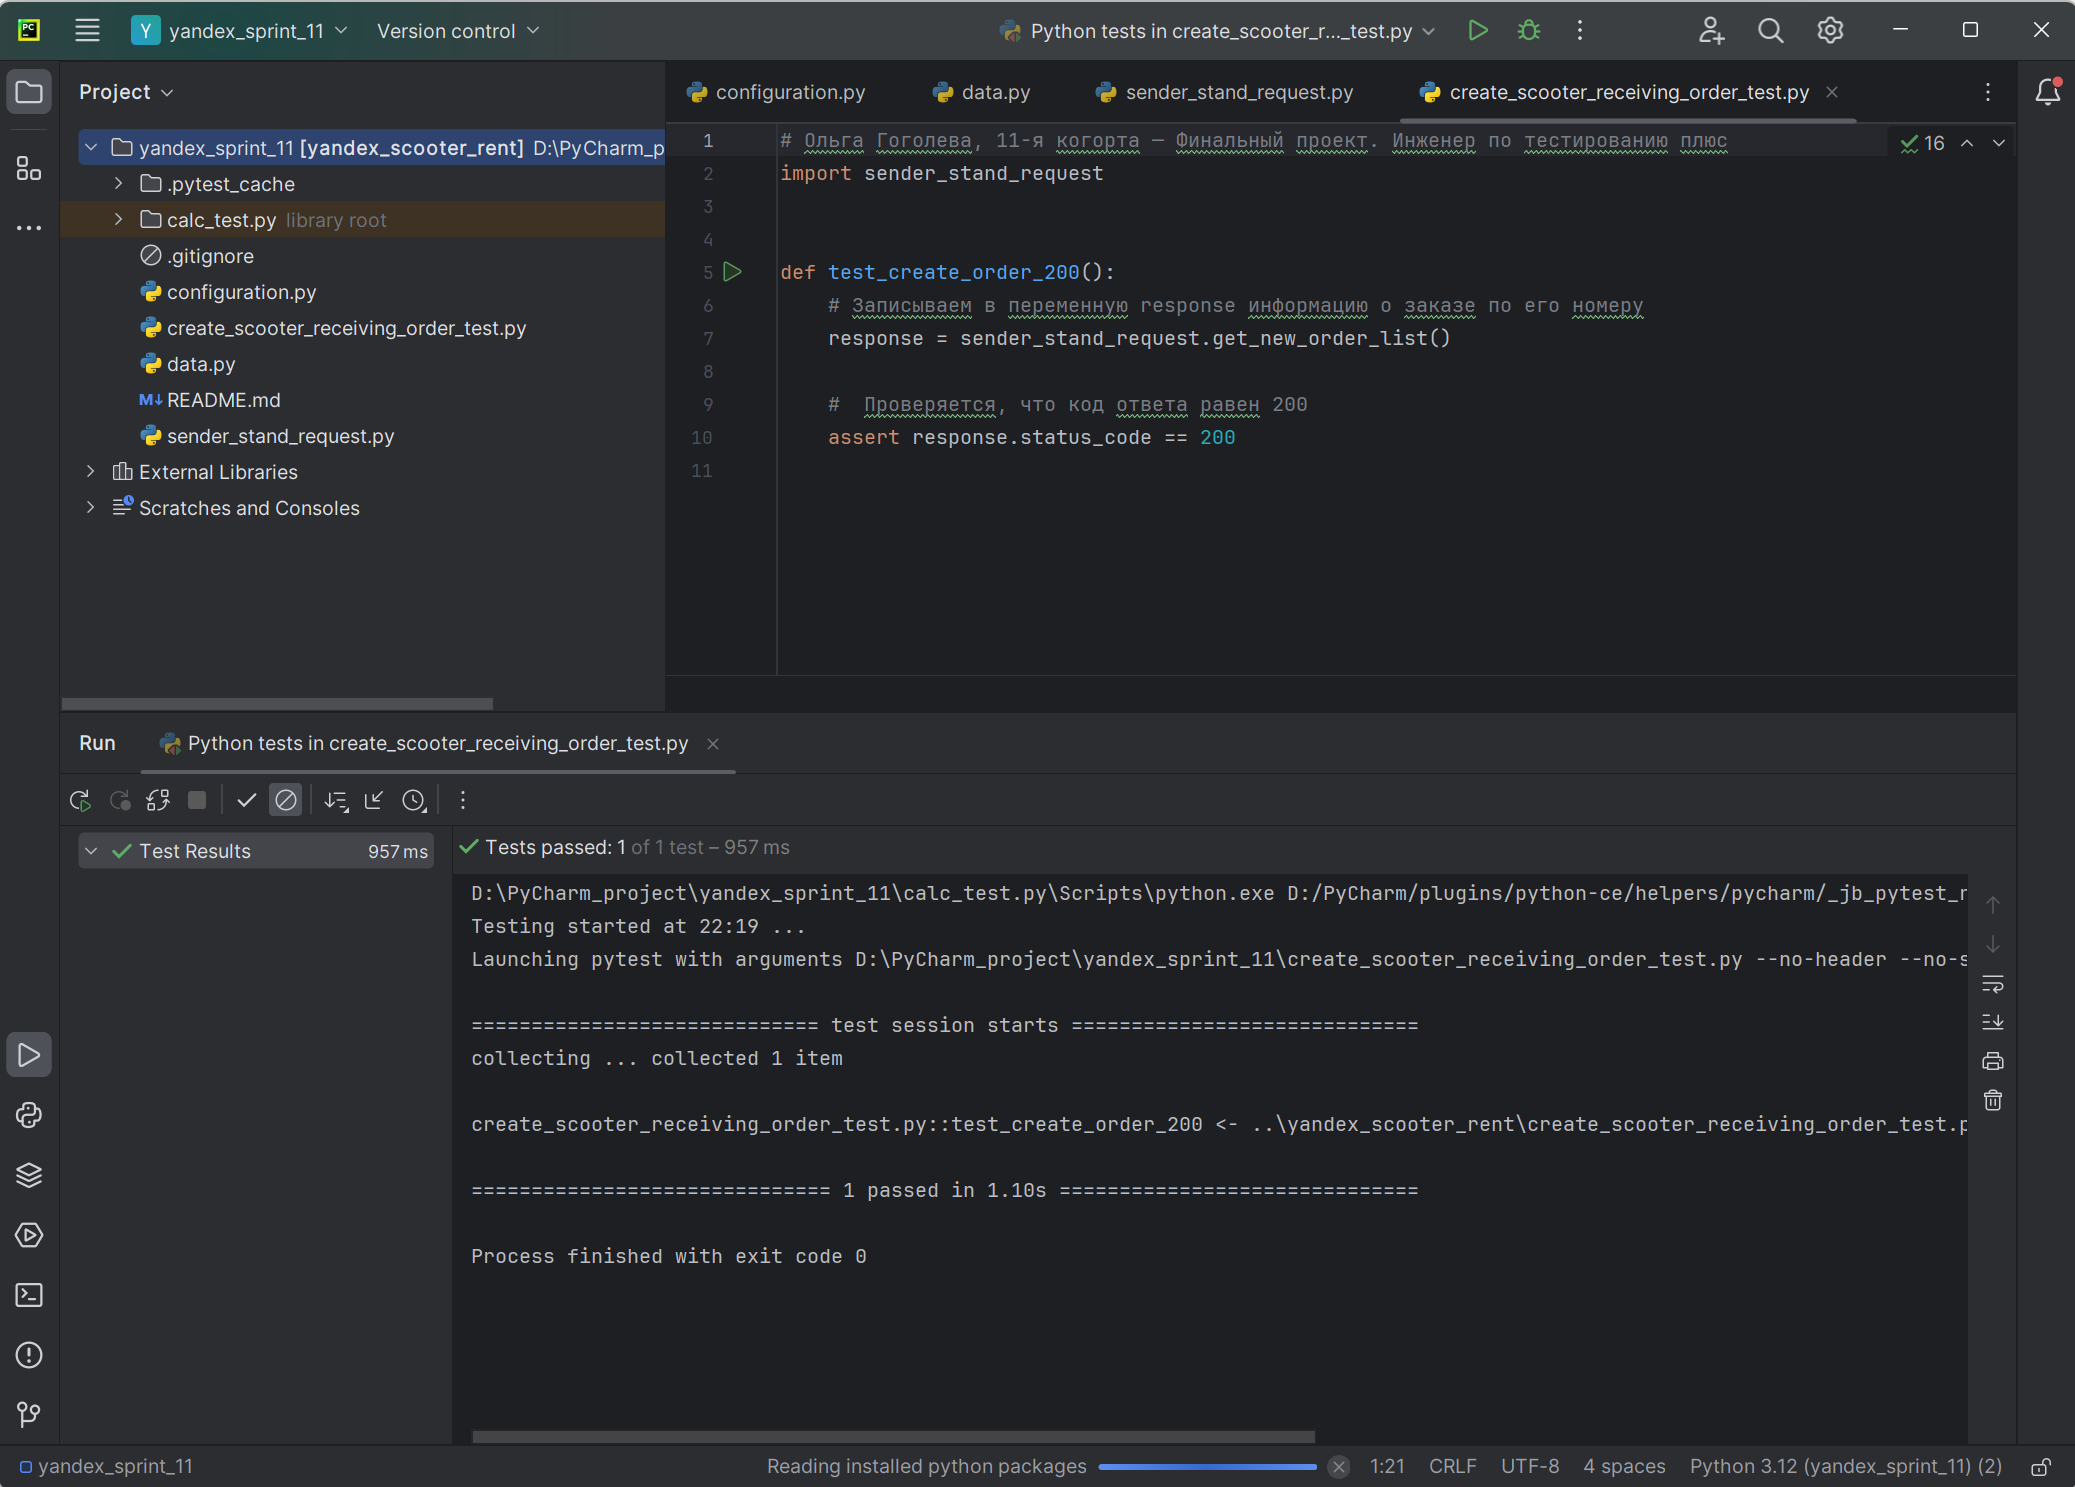 PC
Y yandex_sprint_11 Version control Python tests in create_scooter_r..._test.py
Project
configuration.py data.py sender_stand_request.py create_scooter_receiving_order_test.py
yandex_sprint_11 [yandex_scooter_rent] D:\PyCharm_p
.pytest_cache
calc_test.py library root
.gitignore
configuration.py
create_scooter_receiving_order_test.py
data.py
README.md
sender_stand_request.py
External Libraries
Scratches and Consoles
1 # Ольга Гоголева, 11-я когорта — Финальный проект. Инженер по тестированию плюс
16
2 import sender_stand_request
3
4
5 def test_create_order_200():
6 # Записываем в переменную response информацию о заказе по его номеру
7 response = sender_stand_request.get_new_order_list()
8
9 #  Проверяется, что код ответа равен 200
10 assert response.status_code == 200
11
Run Python tests in create_scooter_receiving_order_test.py
Test Results 957 ms
Tests passed: 1 of 1 test – 957 ms
D:\PyCharm_project\yandex_sprint_11\calc_test.py\Scripts\python.exe D:/PyCharm/plugins/python-ce/helpers/pycharm/_jb_pytest_r
Testing started at 22:19 ...
Launching pytest with arguments D:\PyCharm_project\yandex_sprint_11\create_scooter_receiving_order_test.py --no-header --no-s
============================= test session starts =============================
collecting ... collected 1 item
create_scooter_receiving_order_test.py::test_create_order_200 <- ..\yandex_scooter_rent\create_scooter_receiving_order_test.p
============================== 1 passed in 1.10s ==============================
Process finished with exit code 0
yandex_sprint_11 Reading installed python packages 1:21 CRLF UTF-8 4 spaces Python 3.12 (yandex_sprint_11) (2)